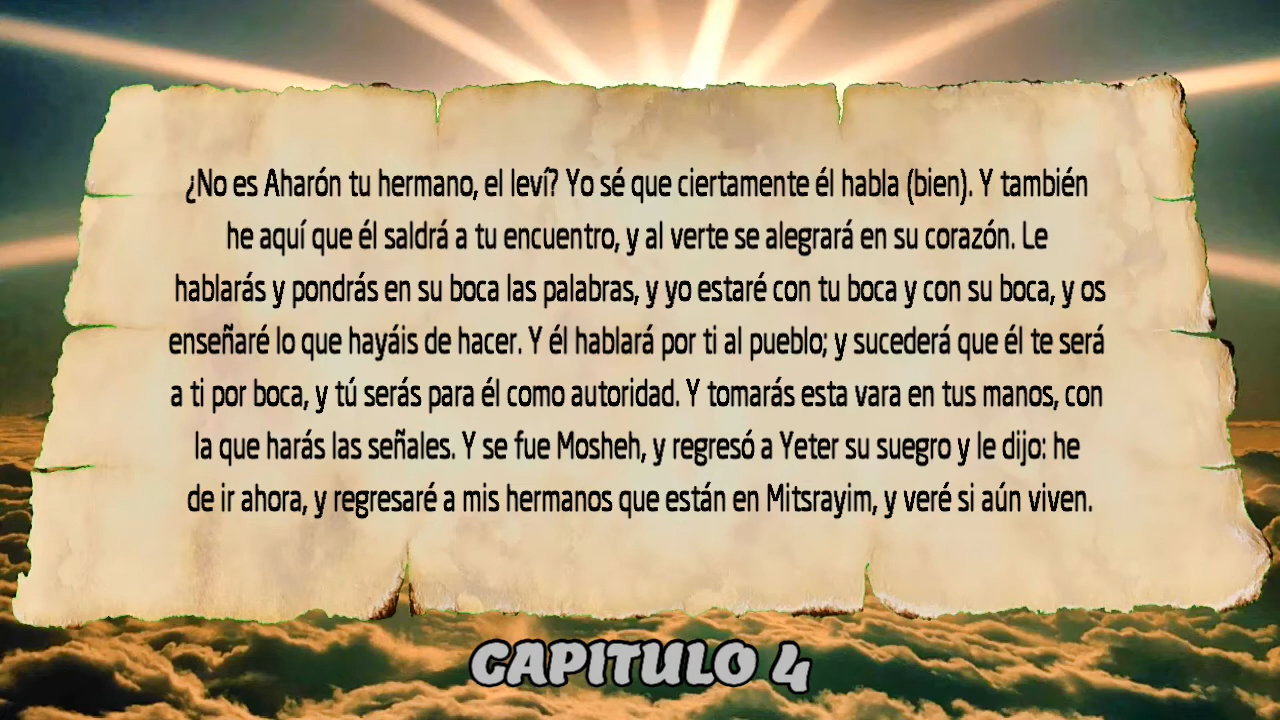 ¿No es Aharón tu hermano, el leví? Yo sé que ciertamente él habla (bien). Y también
he aquí que él saldrá a tu encuentro, y al verte se alegrará en su corazón. Le
hablarás y pondrás en su boca las palabras, y yo estaré con tu boca y con su boca, y os
enseñaré lo que hayáis de hacer. Y él hablará por ti al pueblo; y sucederá que él te será
a ti por boca, y tú serás para él como autoridad. Y tomarás esta vara en tus manos, con
la que harás las señales. Y se fue Mosheh, y regresó a Yeter su suegro y le dijo: he
de ir ahora, y regresaré a mis hermanos que están en Mitsrayim, y veré si aún viven.
CAPITULO 4